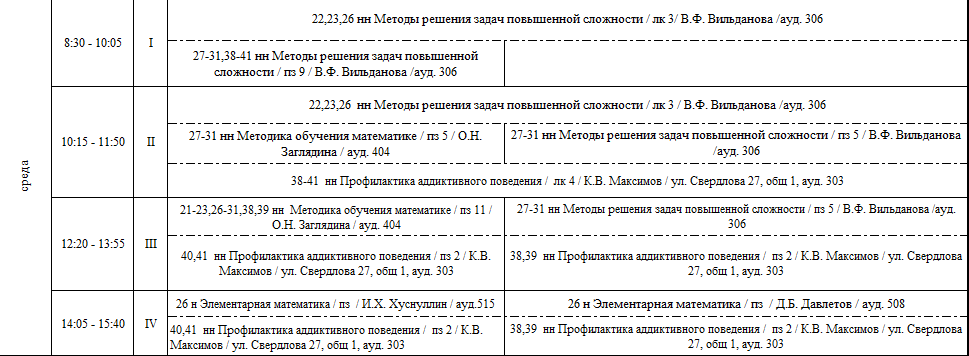 среда
8:30 - 10:05
I
22,23,26 нн Методы решения задач повышенной сложности / лк 3/ В.Ф. Вильданова /ауд. 306
27-31,38-41 нн Методы решения задач повышенной
сложности / пз 9 / В.Ф. Вильданова /ауд. 306
10:15 - 11:50
II
22,23,26 нн Методы решения задач повышенной сложности / лк 3 / В.Ф. Вильданова /ауд. 306
27-31 нн Методика обучения математике / пз 5 / О.Н.
Заглядина / ауд. 404
27-31 нн Методы решения задач повышенной сложности / пз 5 / В.Ф. Вильданова
/ауд. 306
38-41 нн Профилактика аддиктивного поведения / лк 4 / К.В. Максимов / ул. Свердлова 27, общ 1, ауд. 303
12:20 - 13:55
III
21-23,26-31,38,39 нн Методика обучения математике / пз 11 /
О.Н. Заглядина / ауд. 404
27-31 нн Методы решения задач повышенной сложности / пз 5 / В.Ф. Вильданова /ауд.
306
40,41 нн Профилактика аддиктивного поведения / пз 2 / К.В.
Максимов / ул. Свердлова 27, общ 1, ауд. 303
38,39 нн Профилактика аддиктивного поведения / пз 2 / К.В. Максимов / ул. Свердлова
27, общ 1, ауд. 303
14:05 - 15:40
IV
26 н Элементарная математика / пз / И.Х. Хуснуллин / ауд.515
26 н Элементарная математика / пз / Д.Б. Давлетов / ауд. 508
40,41 нн Профилактика аддиктивного поведения / пз 2 / К.В.
Максимов / ул. Свердлова 27, общ 1, ауд. 303
38,39 нн Профилактика аддиктивного поведения / пз 2 / К.В. Максимов / ул. Свердлова
27, общ 1, ауд. 303